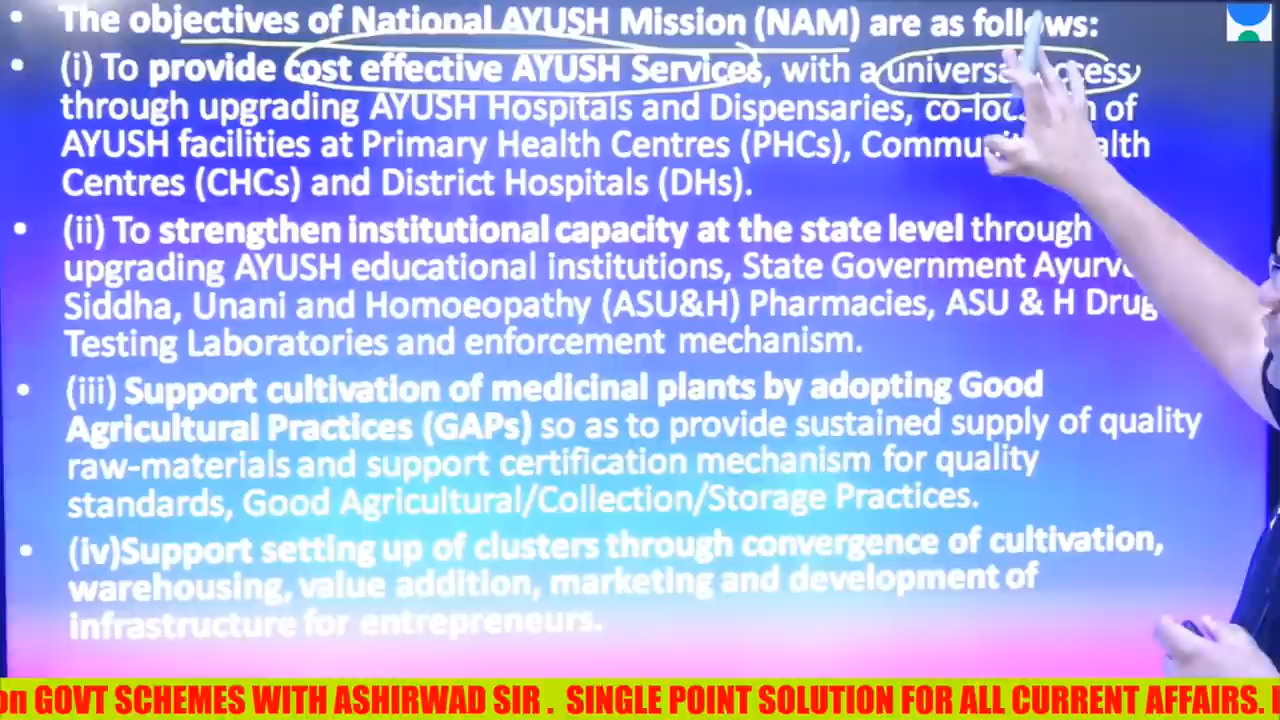 • The objectives of National AYUSH Mission (NAM) are as follows:
• (i) To provide cost effective AYUSH Services, with a universal access
through upgrading AYUSH Hospitals and Dispensaries, of
AYUSH facilities at Primary Health Centres (PHCs),
Centres (CHCs) and District Hospitals (DHs).
• (ii) To strengthen institutional capacity at the state level through
upgrading AYUSH educational institutions, State Government
Siddha, Unani and Homoeopathy (ASU&H) Pharmacies, ASU & H Drug
Testing Laboratories and enforcement mechanism.
• (iii) Support cultivation of medicinal plants by adopting Good
Agricultural Practices (GAPs) so as to provide sustained supply of quality
raw-materials and support certification mechanism for quality
standards, Good Agricultural/Collection/Storage Practices.
• (iv)Support setting up of clusters through convergence of cultivation,
warehousing, value addition, marketing and development of
infrastructure for entrepreneurs.
on GOVT SCHEMES WITH ASHIRWAD SIR . SINGLE POINT SOLUTION FOR ALL CURRENT AFFAIRS.